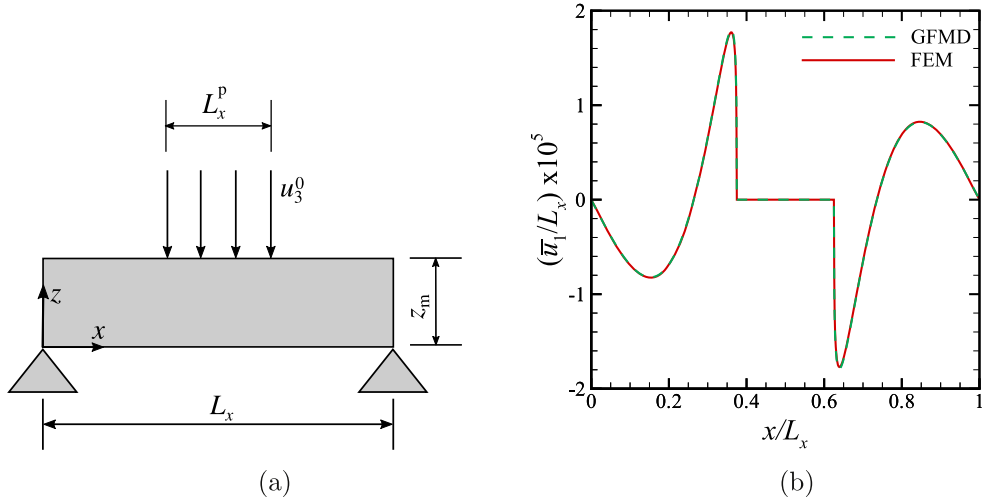 L_x^p
u_3^0
z
x
z_m
L_x
(a)
2
1
0
-1
-2
(ū_1/L_x) x10^5
GFMD
FEM
0 0.2 0.4 0.6 0.8 1
x/L_x
(b)